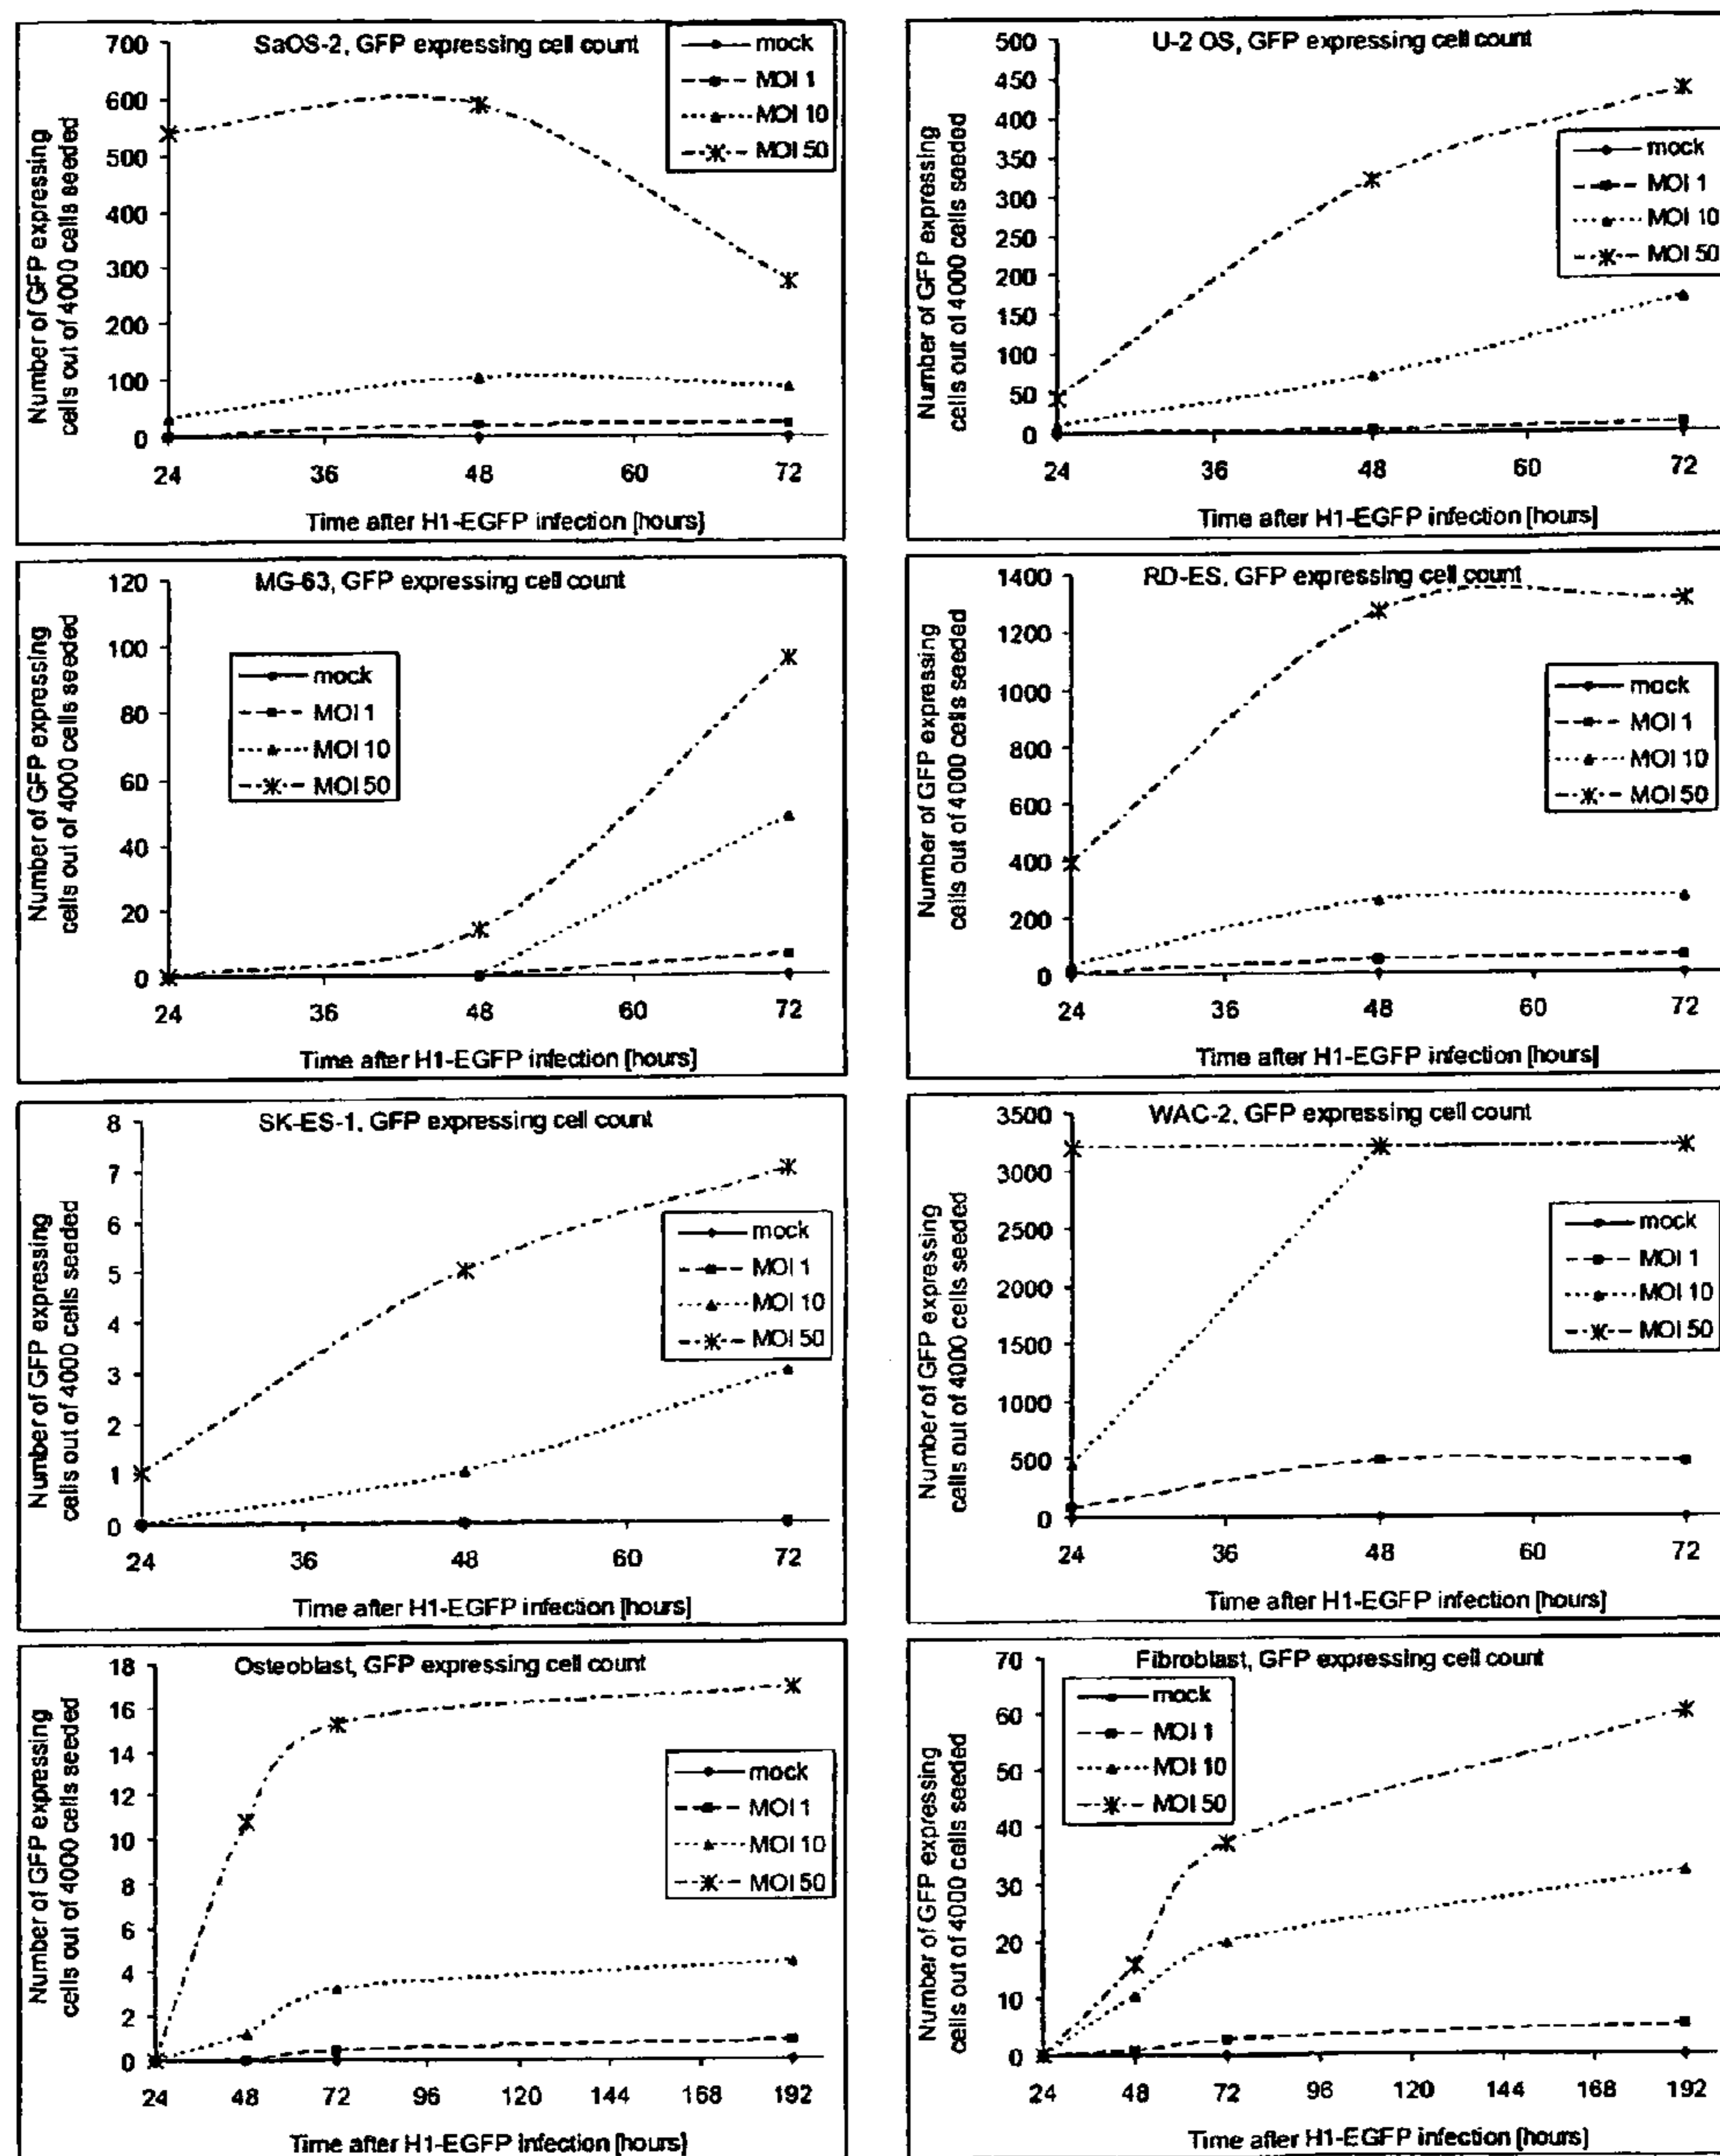 SaOS-2, GFP expressing cell count
mock
MOI 1
MOI 10
MOI 50
700
600
500
400
300
200
100
0
Number of GFP expressing
cells out of 4000 cells seeded
24 36 48 60 72
Time after H1-EGFP infection [hours]
U-2 OS, GFP expressing cell count
mock
MOI 1
MOI 10
MOI 50
500
450
400
350
300
250
200
150
100
50
0
Number of GFP expressing
cells out of 4000 cells seeded
24 36 48 60 72
Time after H1-EGFP infection [hours]
MG-63, GFP expressing cell count
mock
MOI 1
MOI 10
MOI 50
120
100
80
60
40
20
0
Number of GFP expressing
cells out of 4000 cells seeded
24 36 48 60 72
Time after H1-EGFP infection [hours]
RD-ES, GFP expressing cell count
mock
MOI 1
MOI 10
MOI 50
1400
1200
1000
800
600
400
200
0
Number of GFP expressing
cells out of 4000 cells seeded
24 36 48 60 72
Time after H1-EGFP infection [hours]
SK-ES-1, GFP expressing cell count
mock
MOI 1
MOI 10
MOI 50
8
7
6
5
4
3
2
1
0
Number of GFP expressing
cells out of 4000 cells seeded
24 36 48 60 72
Time after H1-EGFP infection [hours]
WAC-2, GFP expressing cell count
mock
MOI 1
MOI 10
MOI 50
3500
3000
2500
2000
1500
1000
500
0
Number of GFP expressing
cells out of 4000 cells seeded
24 36 48 60 72
Time after H1-EGFP infection [hours]
Osteoblast, GFP expressing cell count
mock
MOI 1
MOI 10
MOI 50
18
16
14
12
10
8
6
4
2
0
Number of GFP expressing
cells out of 4000 cells seeded
24 48 72 96 120 144 168 192
Time after H1-EGFP infection [hours]
Fibroblast, GFP expressing cell count
mock
MOI 1
MOI 10
MOI 50
70
60
50
40
30
20
10
0
Number of GFP expressing
cells out of 4000 cells seeded
24 48 72 96 120 144 168 192
Time after H1-EGFP infection [hours]